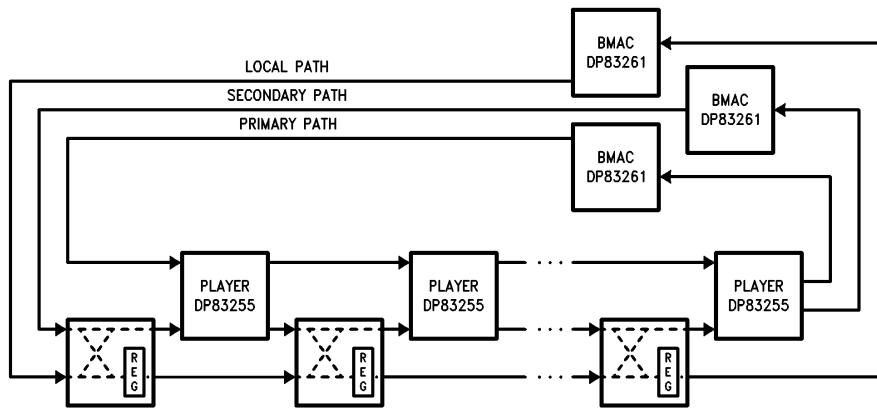 BMAC
DP83261
LOCAL PATH
SECONDARY PATH
BMAC
DP83261
PRIMARY PATH
BMAC
DP83261
PLAYER
DP83255
PLAYER
DP83255
PLAYER
DP83255
REG
REG
REG